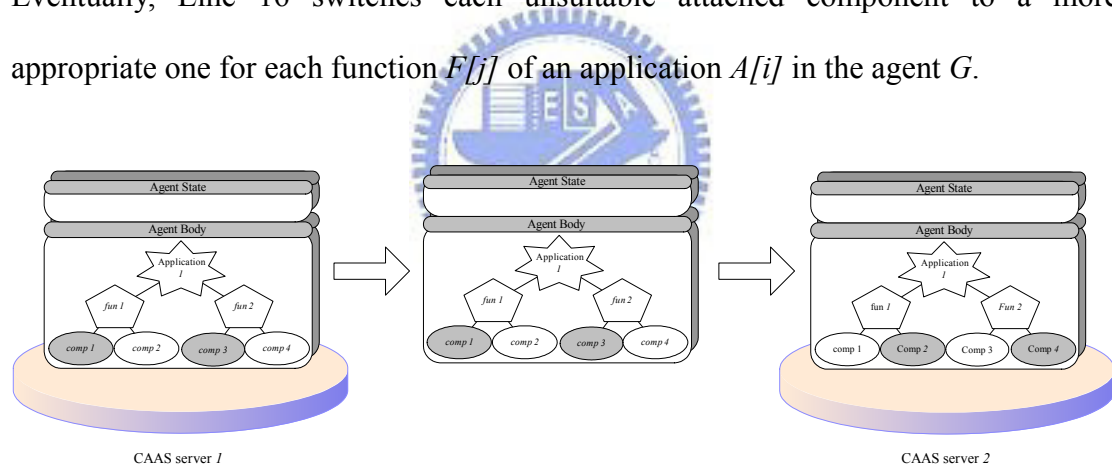 Eventually, Line 16 switches each unsuitable attached component to a more
appropriate one for each function F[j] of an application A[i] in the agent G.
E S A
Agent State
Agent Body
Application
1
fun 1
fun 2
comp 1
comp 2
comp 3
comp 4
Agent State
Agent Body
Application
1
fun 1
fun 2
comp 1
comp 2
comp 3
comp 4
Agent State
Agent Body
Application
1
fun 1
Fun 2
comp 1
Comp 2
Comp 3
Comp 4
CAAS server 1
CAAS server 2